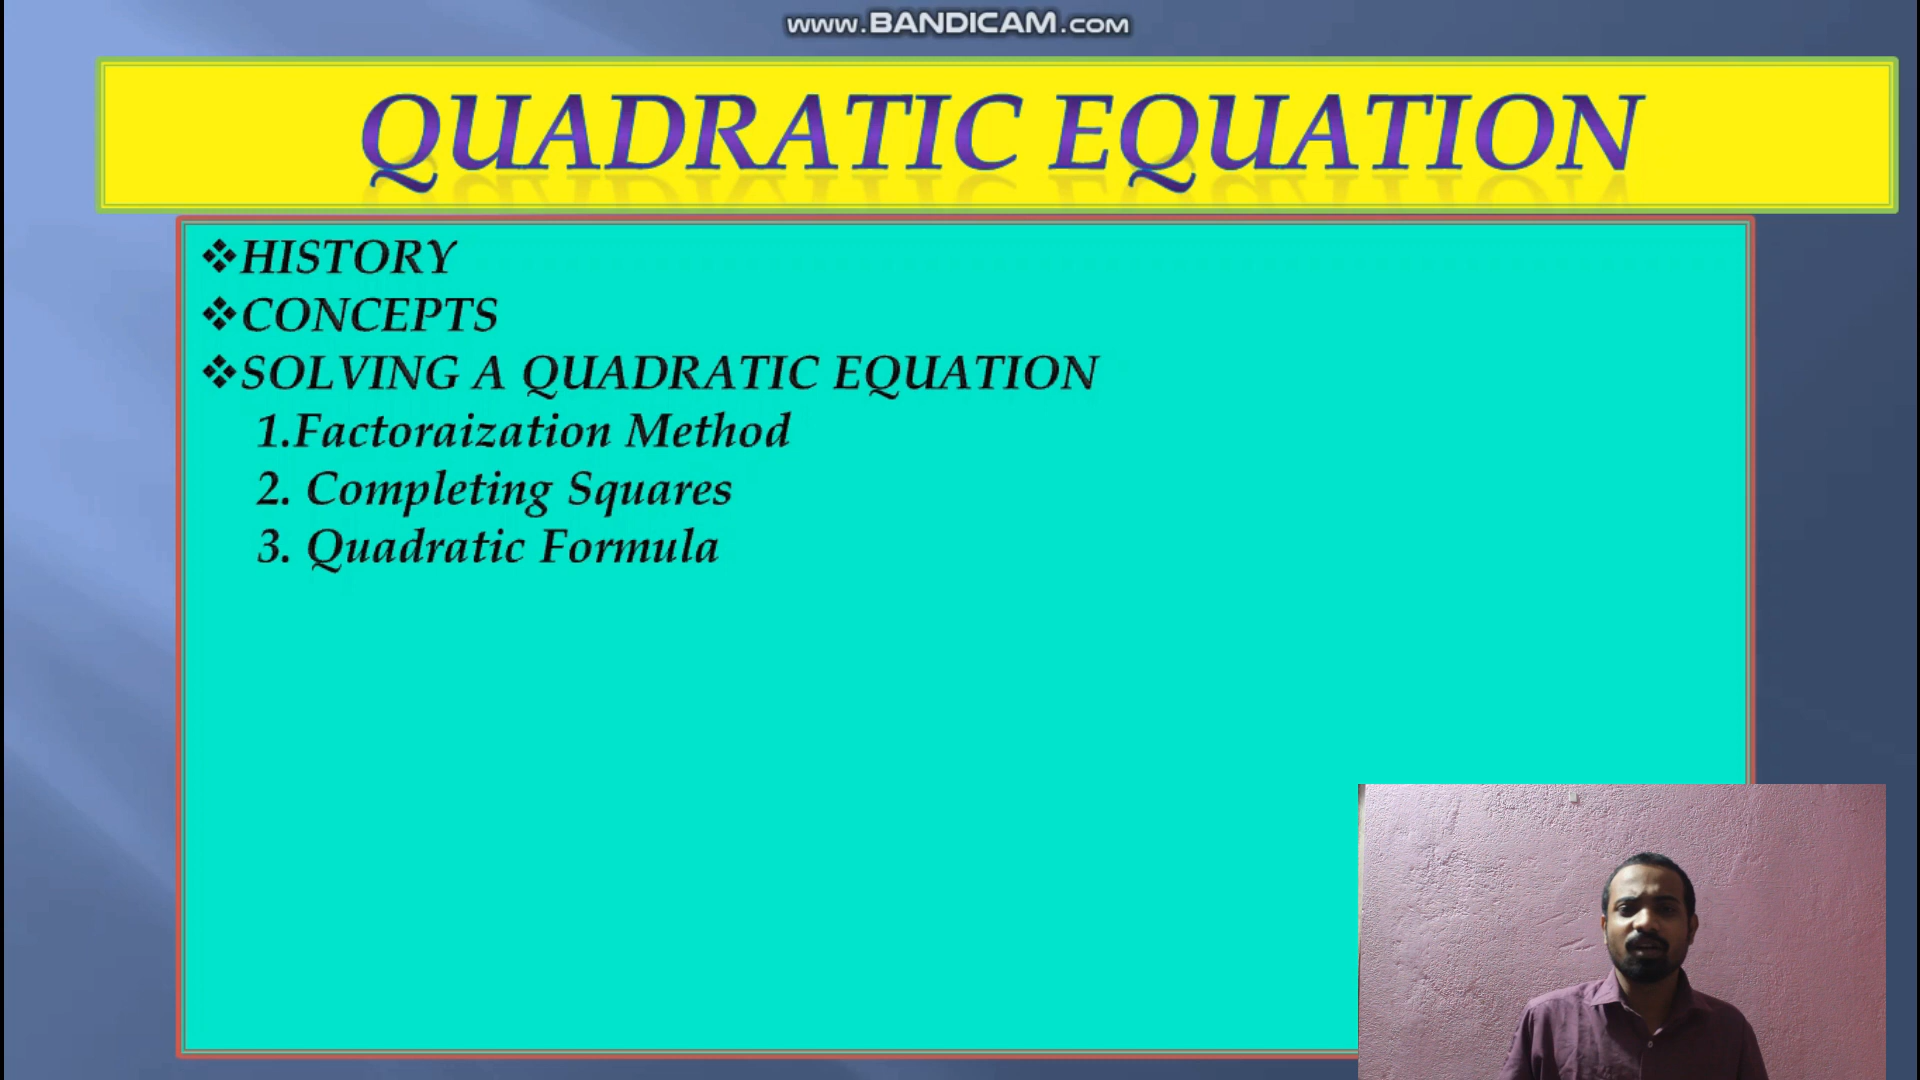 www.BANDICAM.COM
QUADRATIC EQUATION
❖HISTORY
❖CONCEPTS
❖SOLVING A QUADRATIC EQUATION
1.Factoraization Method
2. Completing Squares
3. Quadratic Formula